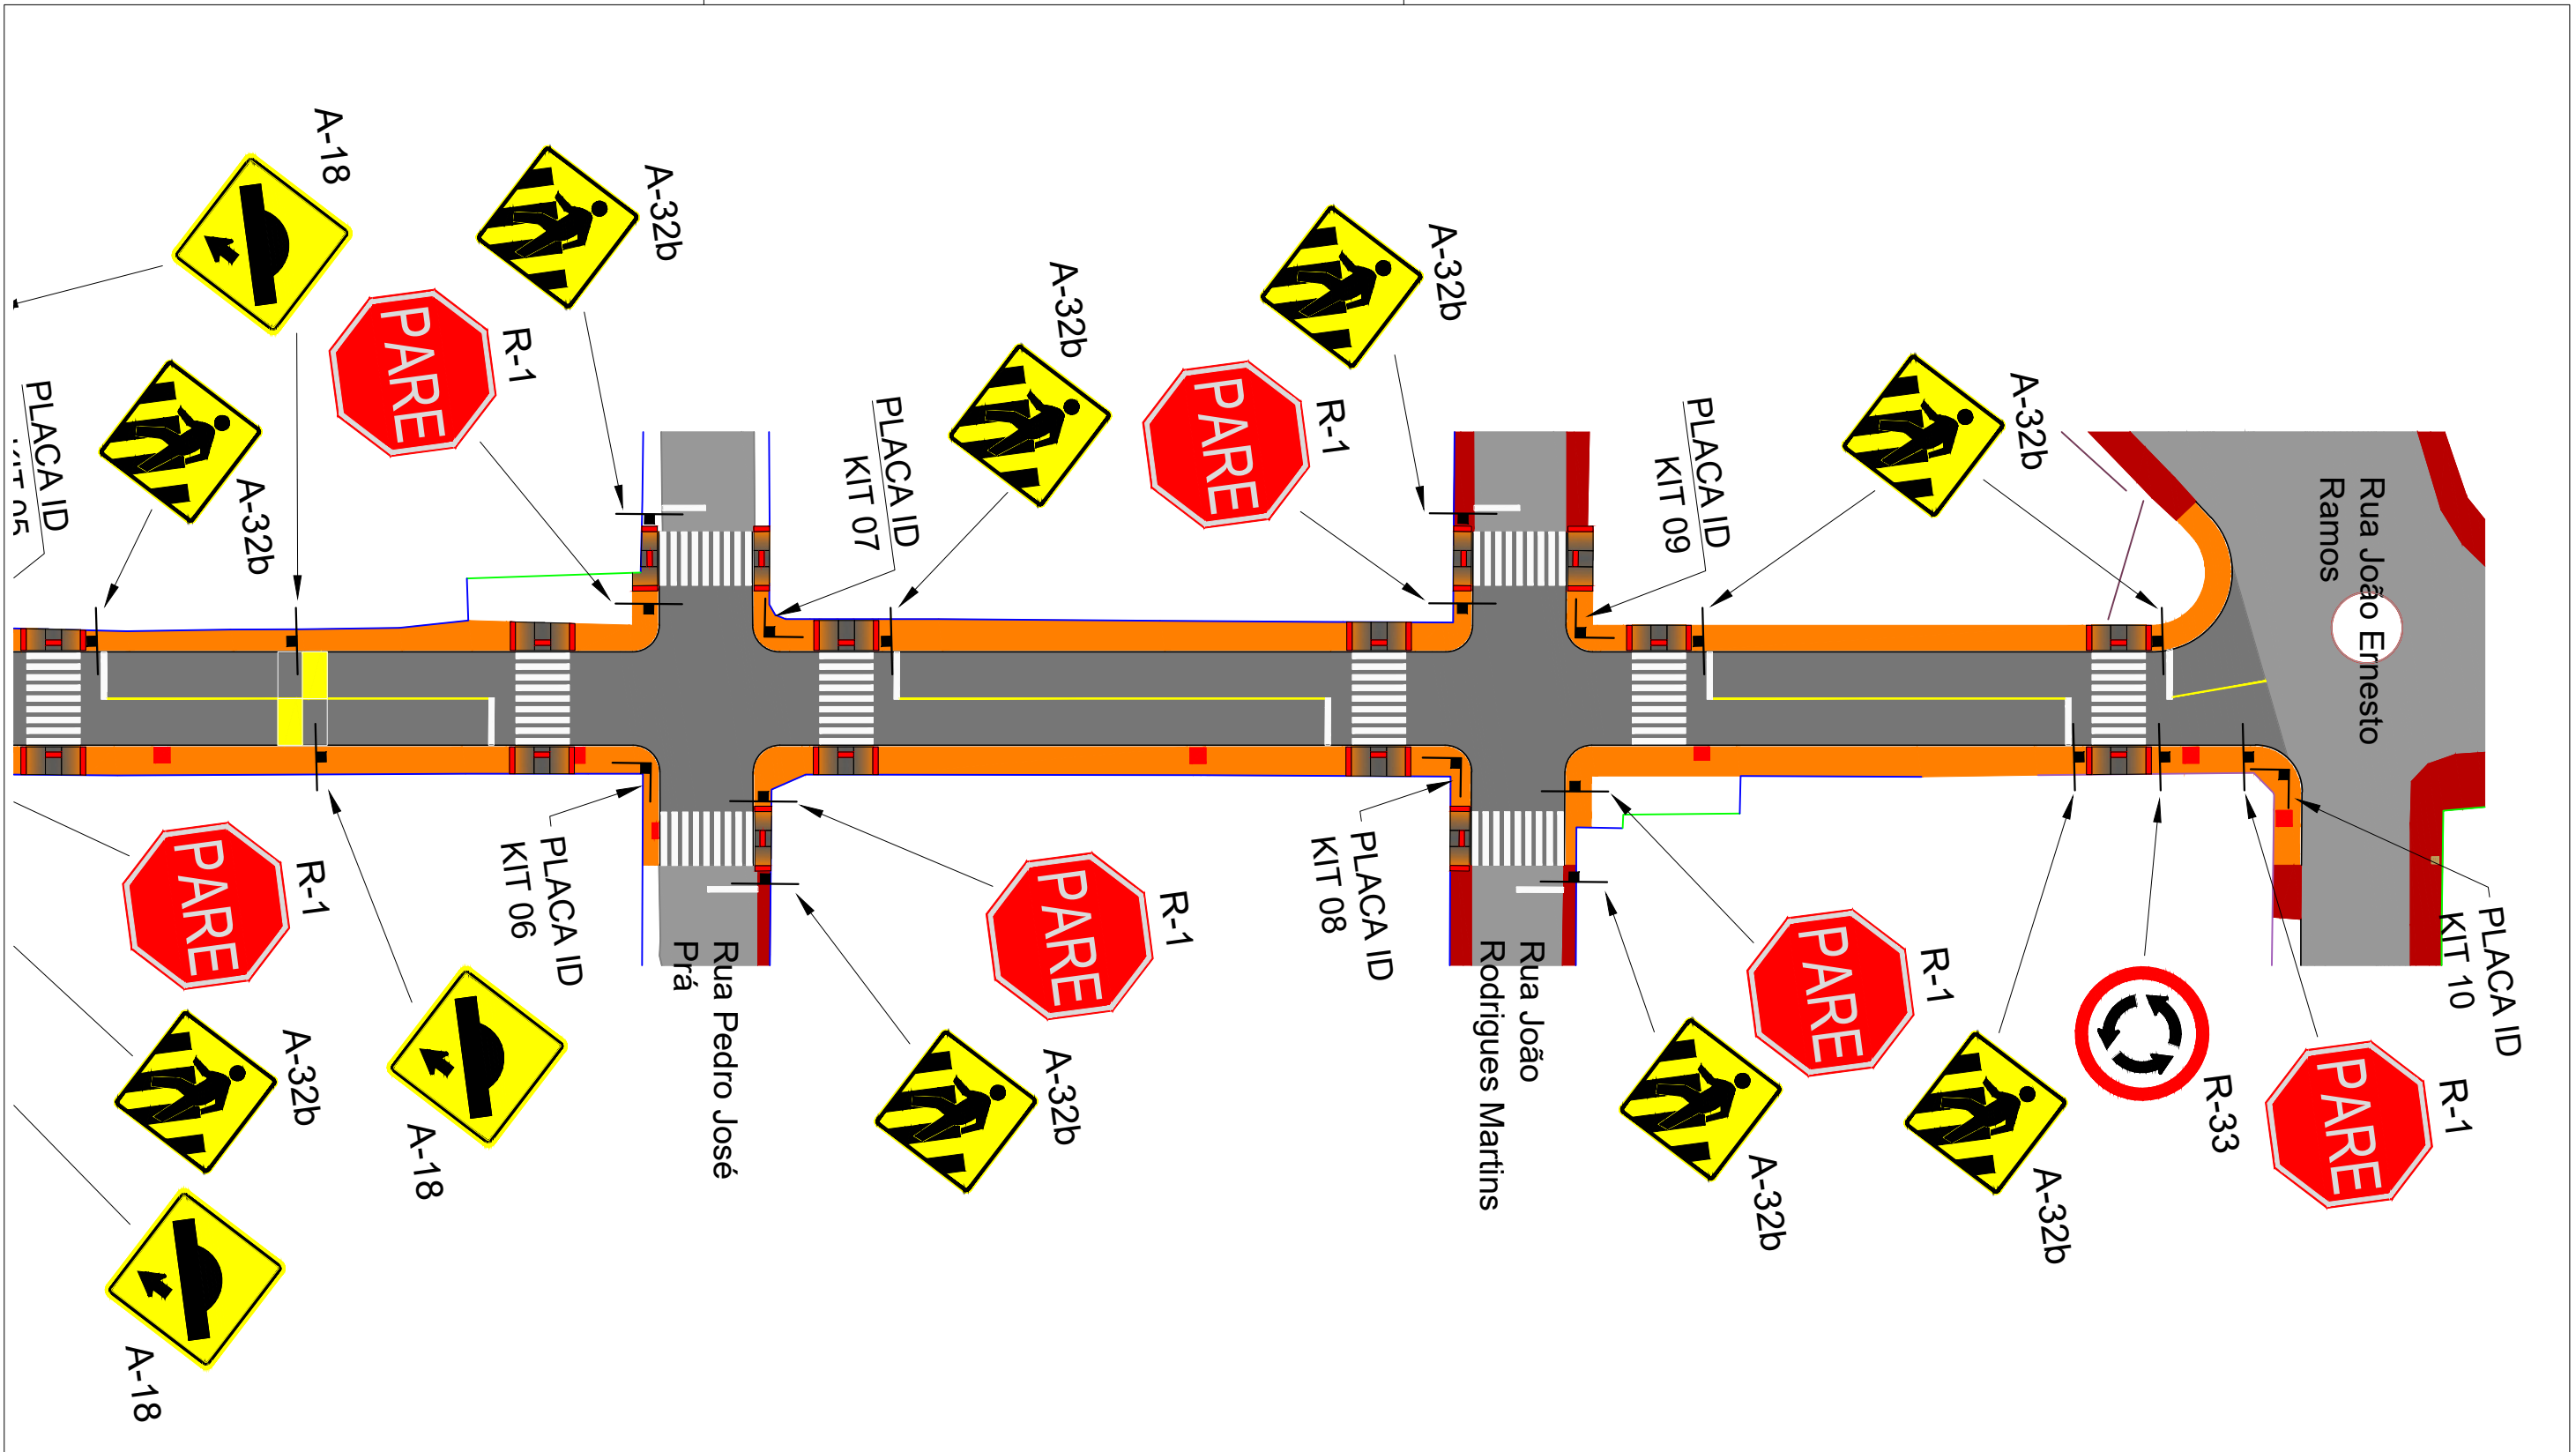 A-18
A-32b
PARE
R-1
A-32b
PLACA ID
A-32b
PLACA ID
KIT 07
A-32b
PARE
R-1
A-32b
PLACA ID
KIT 09
A-32b
Rua João Ernesto
Ramos
PARE
R-1
A-32b
A-18
A-18
PLACA ID
KIT 06
Rua Pedro José
Prá
PARE
R-1
A-32b
PLACA ID
KIT 08
Rua João
Rodrigues Martins
PARE
R-1
A-32b
A-32b
R-33
PARE
R-1
PLACA ID
KIT 10